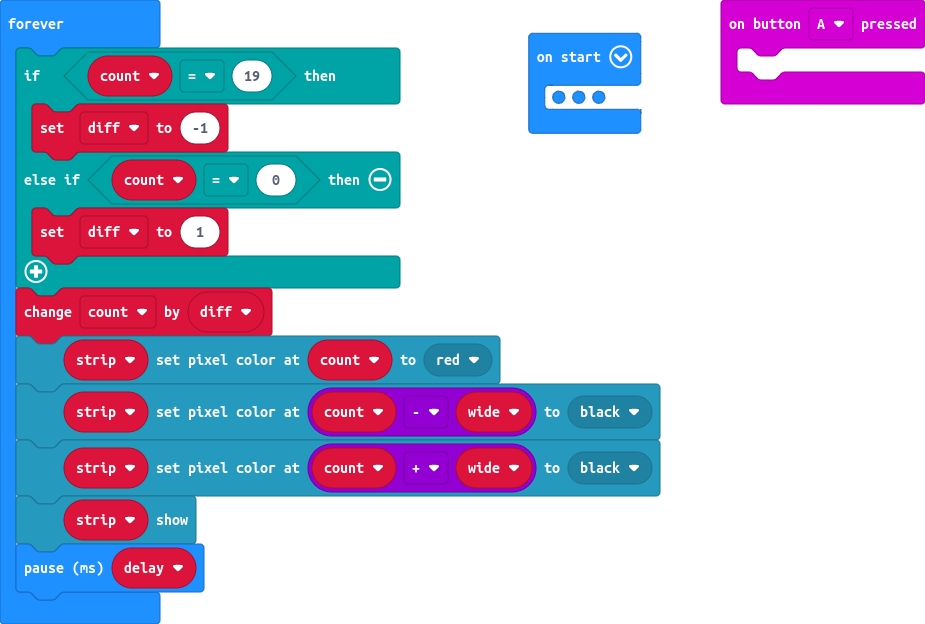 forever
if count = 19 then
set diff to -1
else if count = 0 then
set diff to 1
change count by diff
strip set pixel color at count to red
strip set pixel color at count - wide to black
strip set pixel color at count + wide to black
strip show
pause (ms) delay
on start
on button A pressed